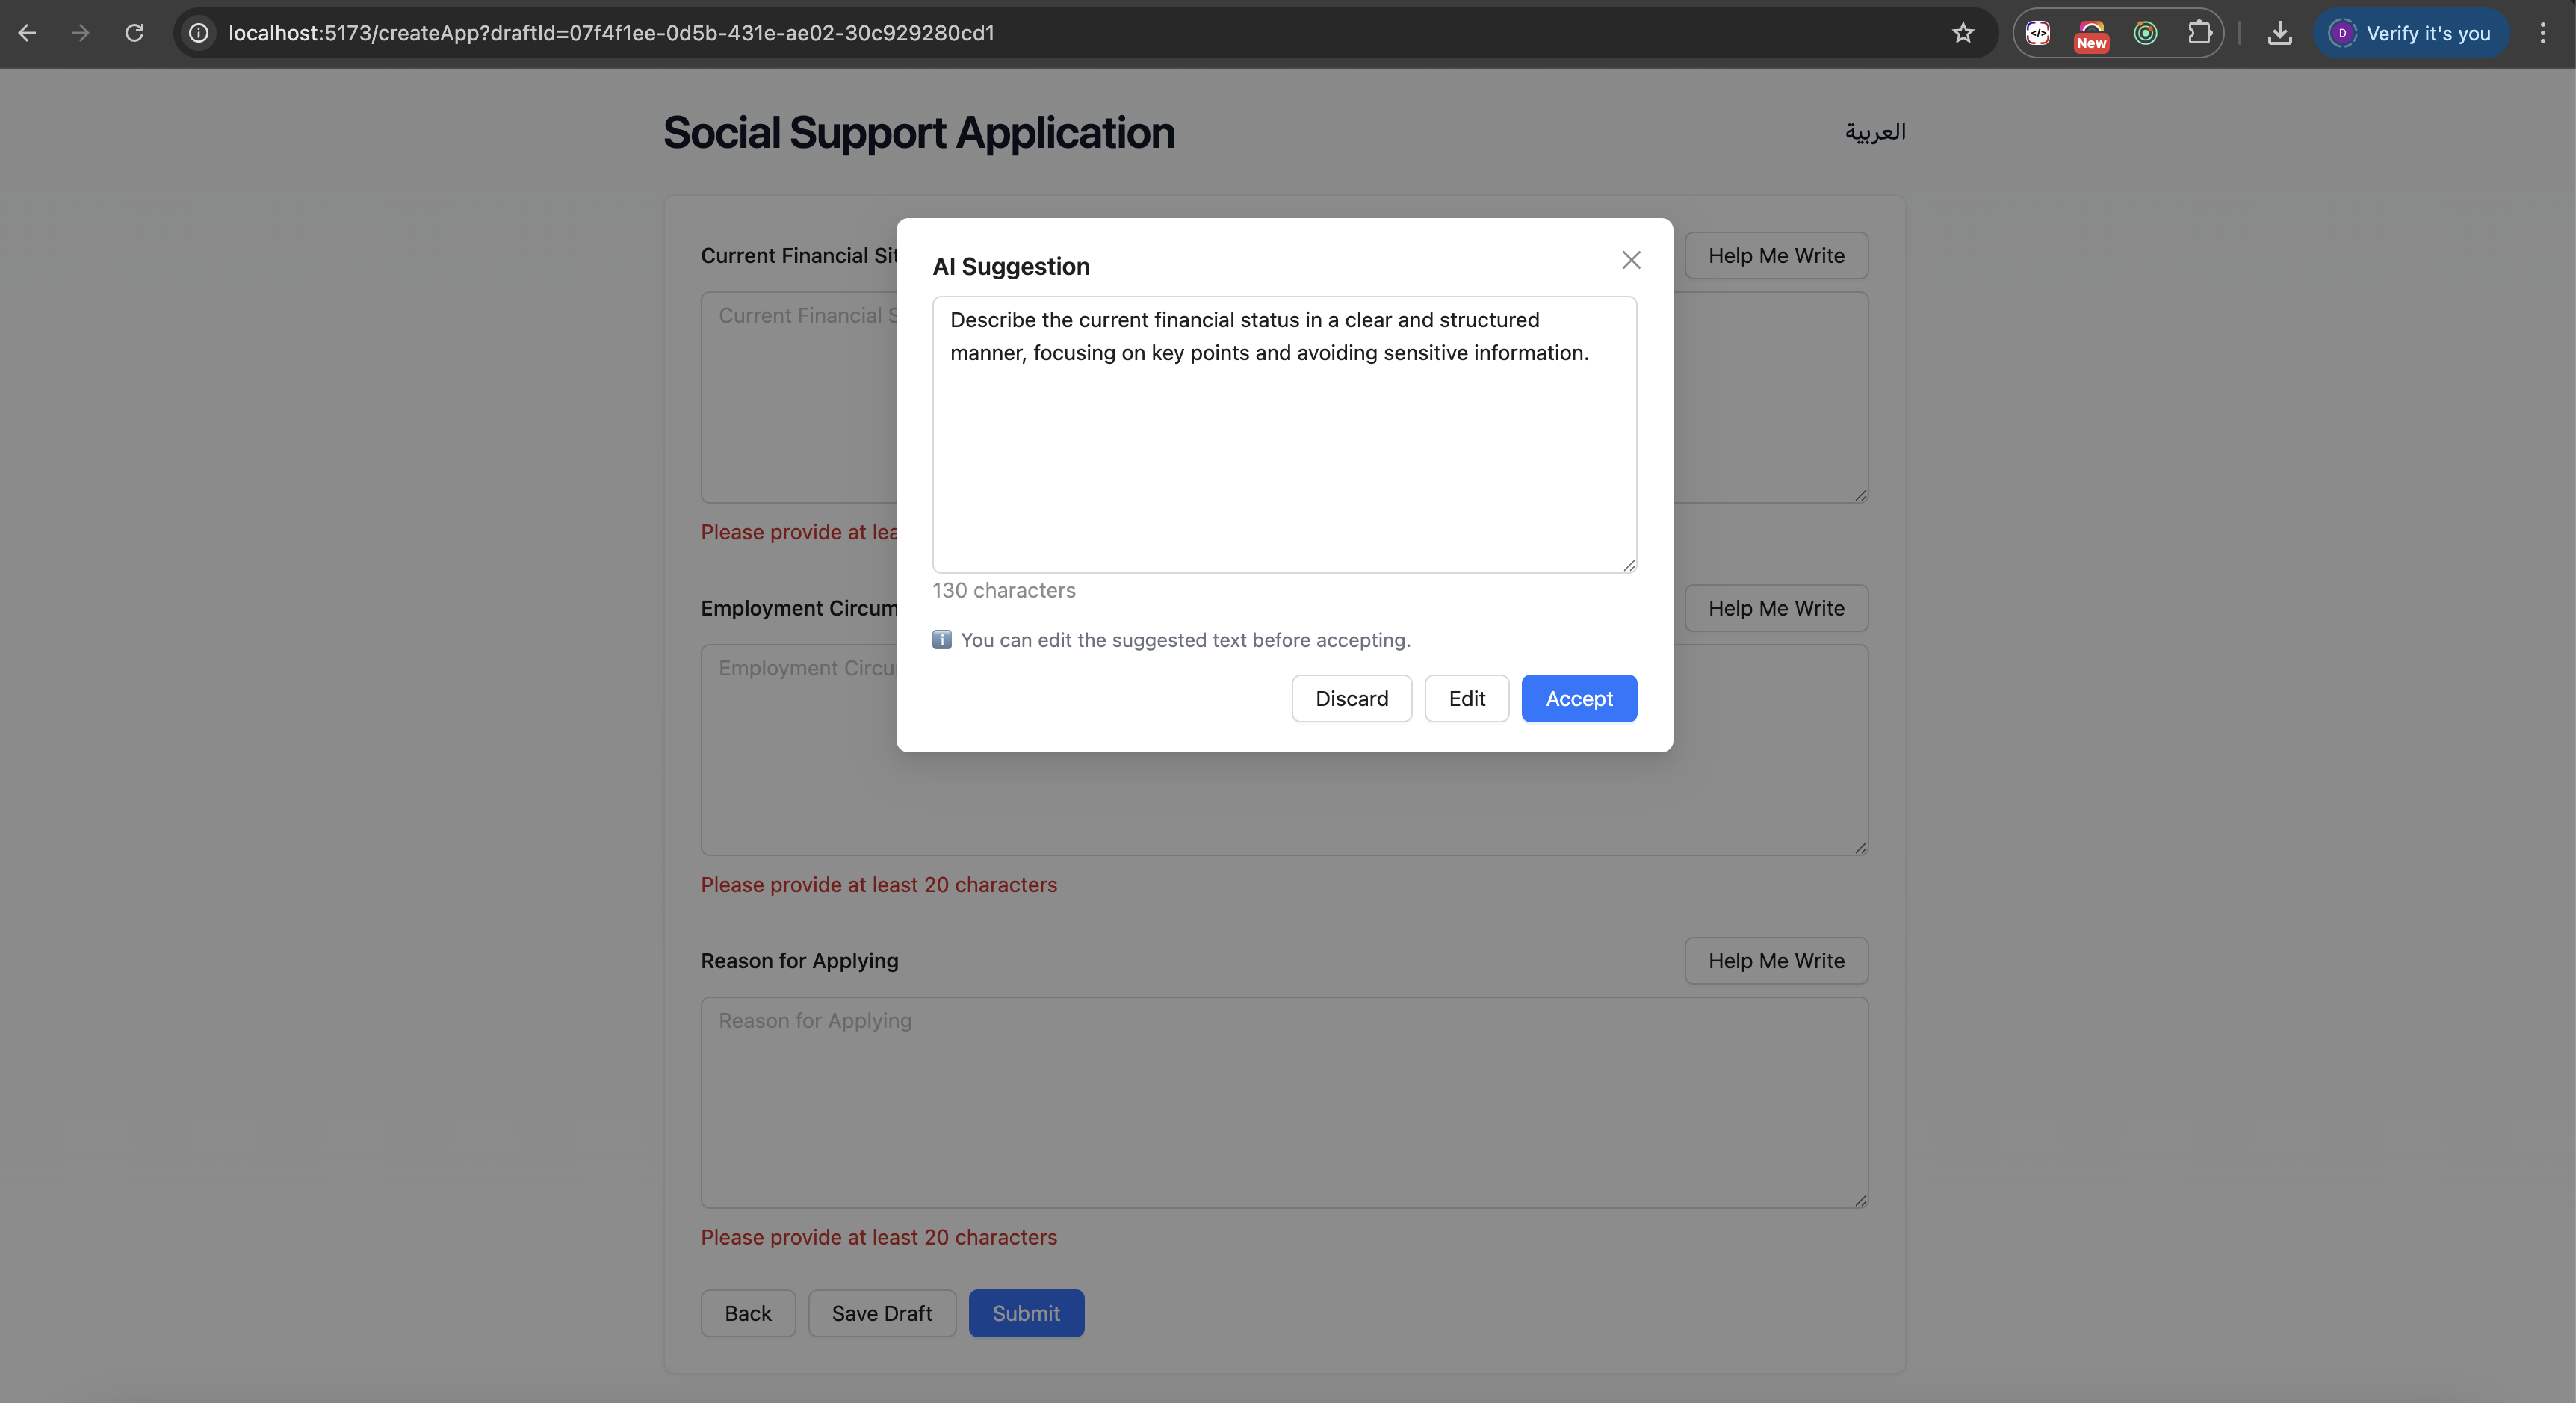 localhost:5173/createApp?draftId=07f4f1ee-0d5b-431e-ae02-30c929280cd1
New
D
Verify it's you
Social Support Application
العربية
AI Suggestion
Current Financial Sit
Help Me Write
Current Financial S
Describe the current financial status in a clear and structured
manner, focusing on key points and avoiding sensitive information.
Please provide at lea
130 characters
Employment Circum
Help Me Write
You can edit the suggested text before accepting.
Employment Circu
Discard
Edit
Accept
Please provide at least 20 characters
Reason for Applying
Help Me Write
Reason for Applying
Please provide at least 20 characters
Back
Save Draft
Submit